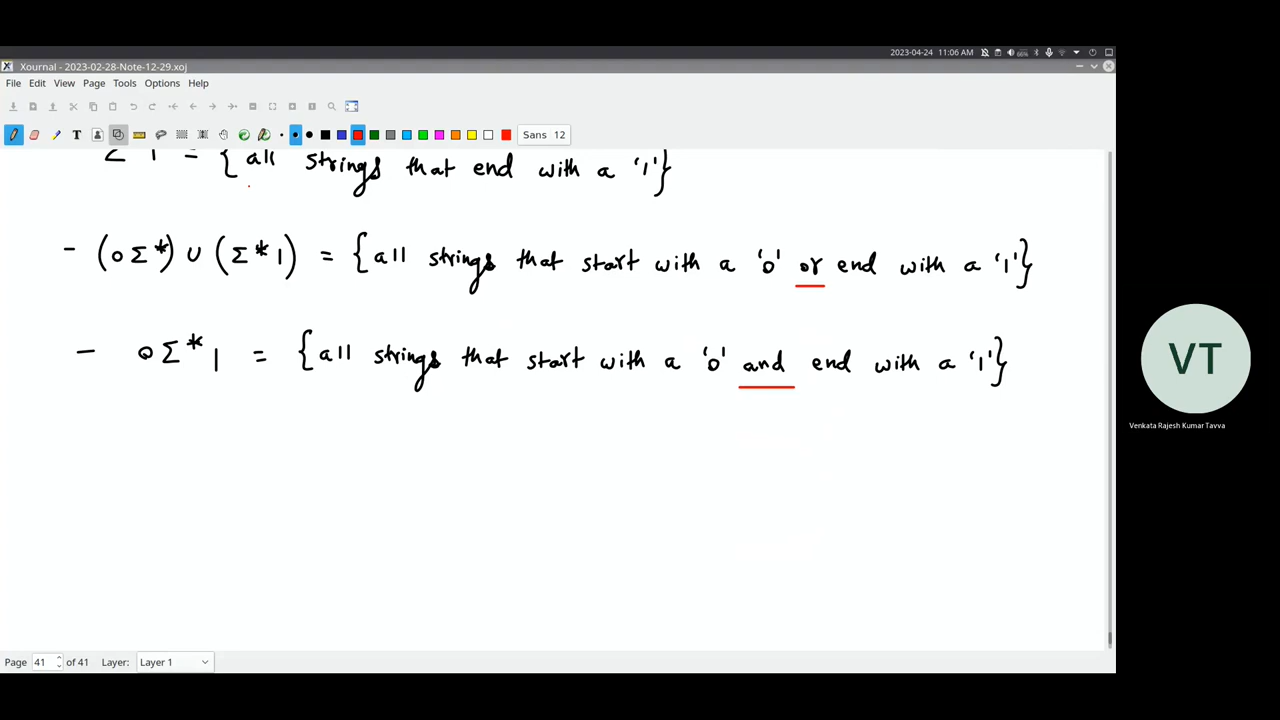 2023-04-24 11:06 AM
Xournal - 2023-02-28-Note-12-29.xoj
File Edit View Page Tools Options Help
Sans 12
Σ* 1 = {all strings that end with a '1'}
- (0Σ*) ∪ (Σ*1) = {all strings that start with a '0' or end with a '1'}
- 0Σ*1 = {all strings that start with a '0' and end with a '1'}
VT
Venkata Rajesh Kumar Tavva
Page 41 of 41 Layer: Layer 1